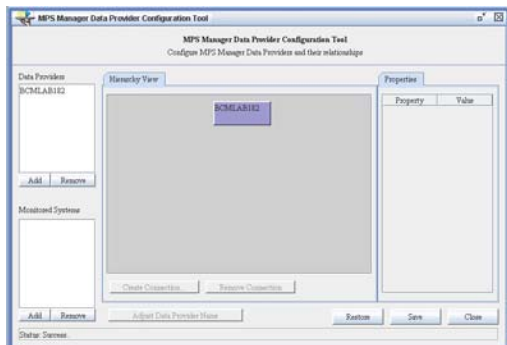 MPS Manager Data Provider Configuration Tool
MPS Manager Data Provider Configuration Tool
Configure MPS Manager Data Providers and their relationships
Data Providers
BCMLAB182
Add Remove
Monitored Systems
Add Remove
Hierarchy View
BCMLAB182
Create Connection... Remove Connection
Adjust Data Provider Name
Properties
Property Value
Restore Save Close
Status: Success.